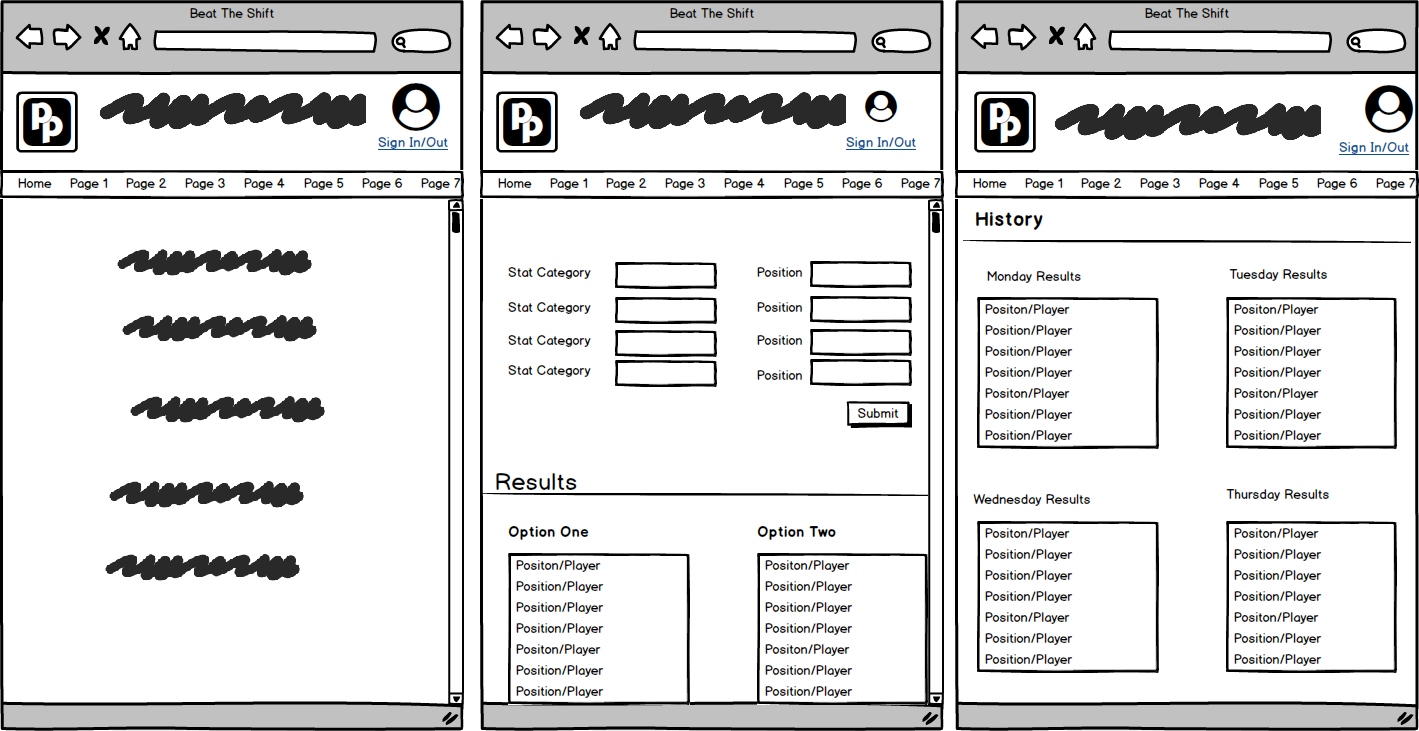 Beat The Shift
Pp
Sign In/Out
Home Page 1 Page 2 Page 3 Page 4 Page 5 Page 6 Page 7
Beat The Shift
Pp
Sign In/Out
Home Page 1 Page 2 Page 3 Page 4 Page 5 Page 6 Page 7
Stat Category Position
Stat Category Position
Stat Category Position
Stat Category Position
Submit
Results
Option One Option Two
Positon/Player Positon/Player
Position/Player Position/Player
Position/Player Position/Player
Position/Player Position/Player
Positon/Player Positon/Player
Position/Player Position/Player
Position/Player Position/Player
Beat The Shift
Pp
Sign In/Out
Home Page 1 Page 2 Page 3 Page 4 Page 5 Page 6 Page 7
History
Monday Results Tuesday Results
Positon/Player Positon/Player
Position/Player Position/Player
Position/Player Position/Player
Position/Player Position/Player
Positon/Player Positon/Player
Position/Player Position/Player
Position/Player Position/Player
Wednesday Results Thursday Results
Positon/Player Positon/Player
Position/Player Position/Player
Position/Player Position/Player
Position/Player Position/Player
Positon/Player Positon/Player
Position/Player Position/Player
Position/Player Position/Player